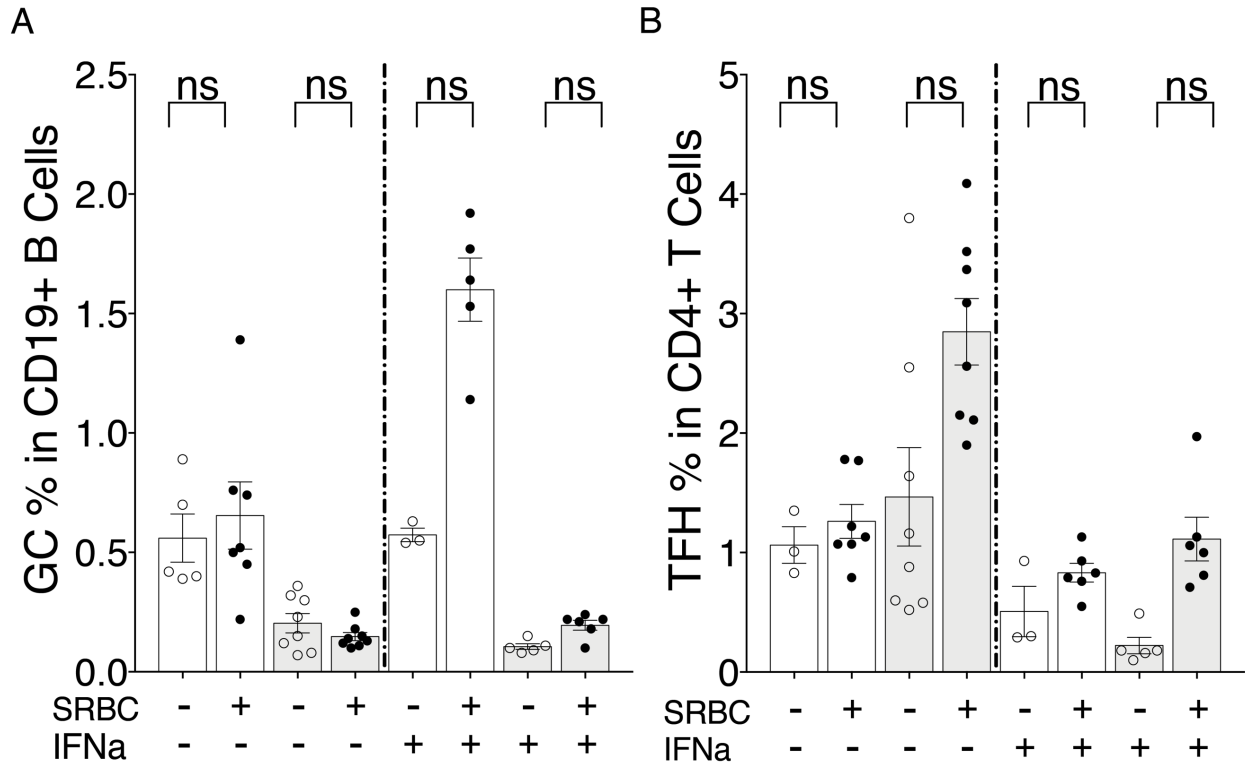 A
B
GC % in CD19+ B Cells
2.5
2.0
1.5
1.0
0.5
0.0
ns ns ns ns
SRBC - + - + - + - +
IFNa - - - - + + + +
TFH % in CD4+ T Cells
5
4
3
2
1
0
ns ns ns ns
SRBC - + - + - + - +
IFNa - - - - + + + +